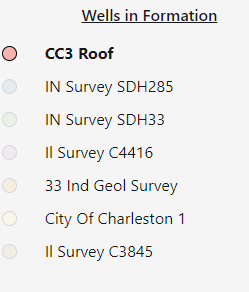 Wells in Formation
CC3 Roof
IN Survey SDH285
IN Survey SDH33
Il Survey C4416
33 Ind Geol Survey
City Of Charleston 1
Il Survey C3845